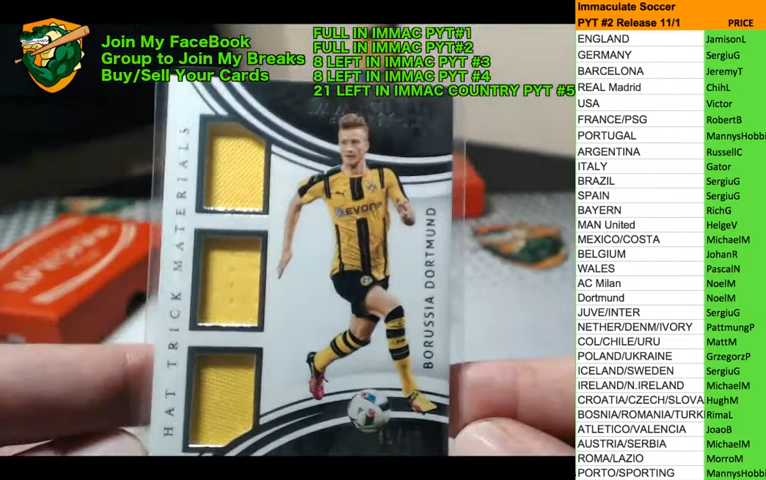 Join My FaceBook
Group to Join My Breaks
Buy/Sell Your Cards
FULL IN IMMAC PYT#1
FULL IN IMMAC PYT#2
8 LEFT IN IMMAC PYT #3
8 LEFT IN IMMAC PYT #4
21 LEFT IN IMMAC COUNTRY PYT #5
HAT TRICK MATERIALS
EVONIK
BORUSSIA DORTMUND
Immaculate Soccer
PYT #2 Release 11/1 PRICE
ENGLAND JamisonL
GERMANY SergiuG
BARCELONA JeremyT
REAL Madrid ChihL
USA Victor
FRANCE/PSG RobertB
PORTUGAL MannysHobbi
ARGENTINA RussellC
ITALY Gator
BRAZIL SergiuG
SPAIN SergiuG
BAYERN RichG
MAN United HelgeV
MEXICO/COSTA MichaelM
BELGIUM JohanR
WALES PascalN
AC Milan NoelM
Dortmund NoelM
JUVE/INTER SergiuG
NETHER/DENM/IVORY PattmungP
COL/CHILE/URU MattM
POLAND/UKRAINE GrzegorzP
ICELAND/SWEDEN SergiuG
IRELAND/N.IRELAND MichaelM
CROATIA/CZECH/SLOVA HughM
BOSNIA/ROMANIA/TURK RimaL
ATLETICO/VALENCIA JoaoB
AUSTRIA/SERBIA MichaelM
ROMA/LAZIO MorroM
PORTO/SPORTING MannysHobbi